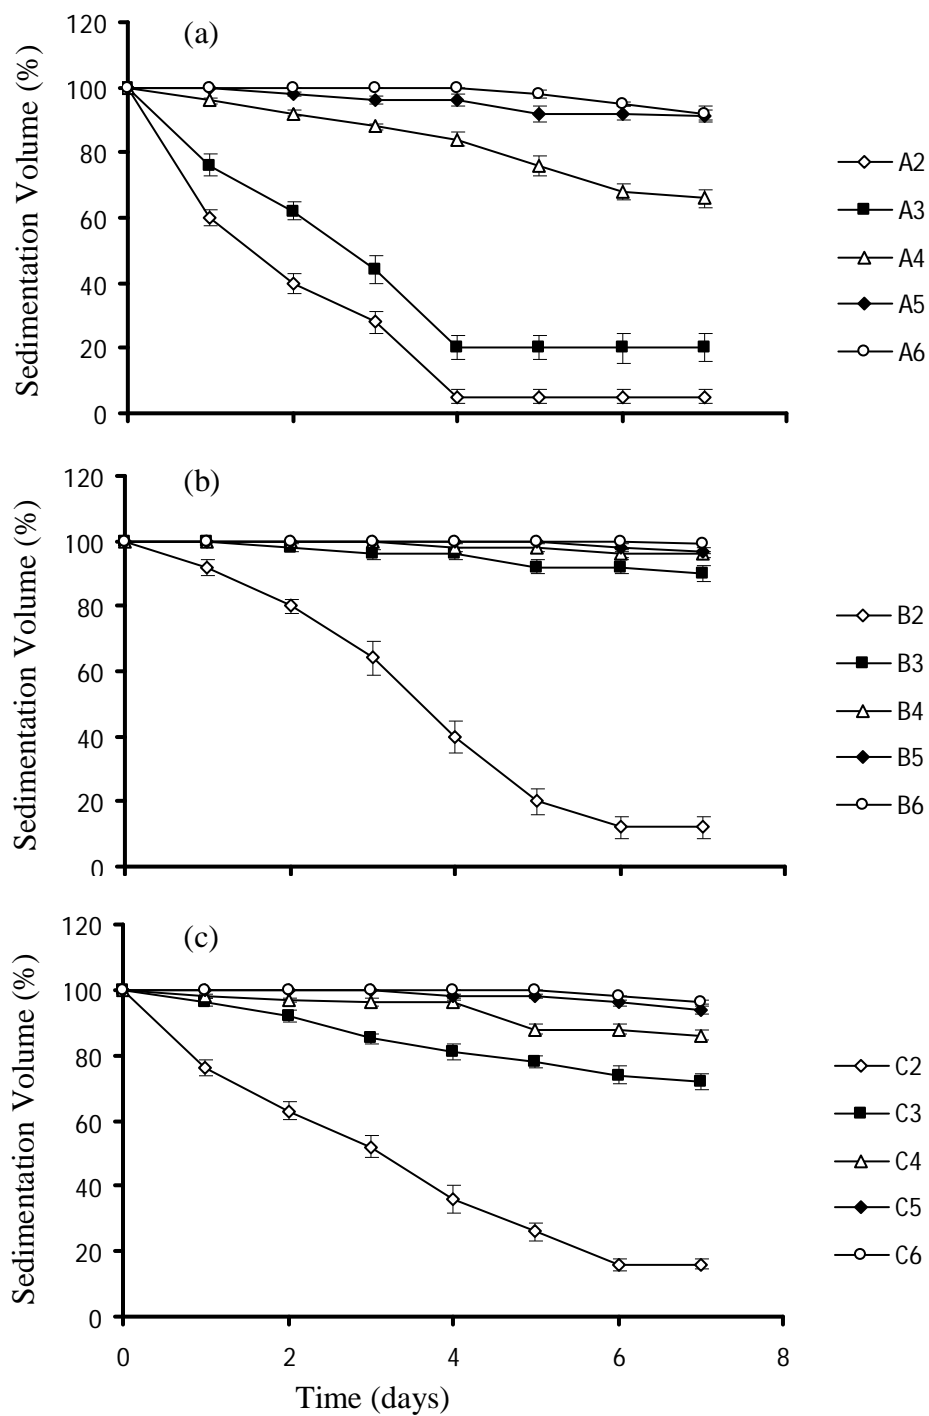 (a)
Sedimentation Volume (%)
120
100
80
60
40
20
0
A2
A3
A4
A5
A6
(b)
Sedimentation Volume (%)
120
100
80
60
40
20
0
B2
B3
B4
B5
B6
(c)
Sedimentation Volume (%)
120
100
80
60
40
20
0
0 2 4 6 8
Time (days)
C2
C3
C4
C5
C6